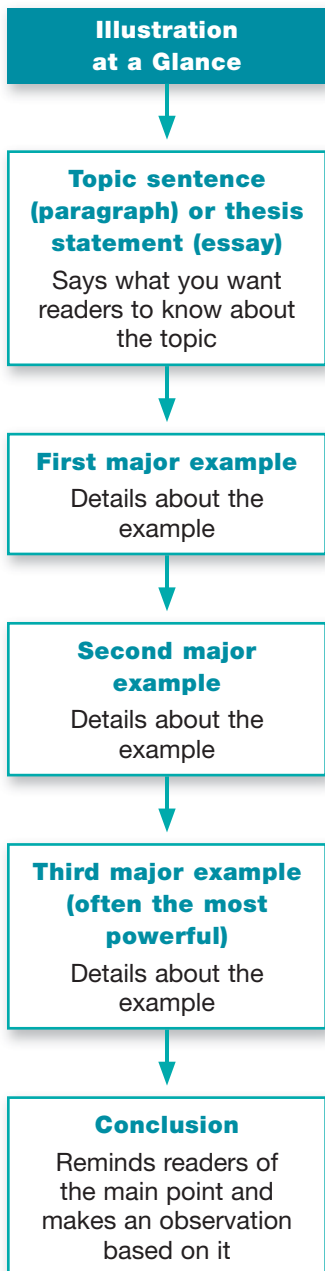 Illustration
at a Glance
Topic sentence
(paragraph) or thesis
statement (essay)
Says what you want
readers to know about
the topic
First major example
Details about the
example
Second major
example
Details about the
example
Third major example
(often the most
powerful)
Details about the
example
Conclusion
Reminds readers of
the main point and
makes an observation
based on it